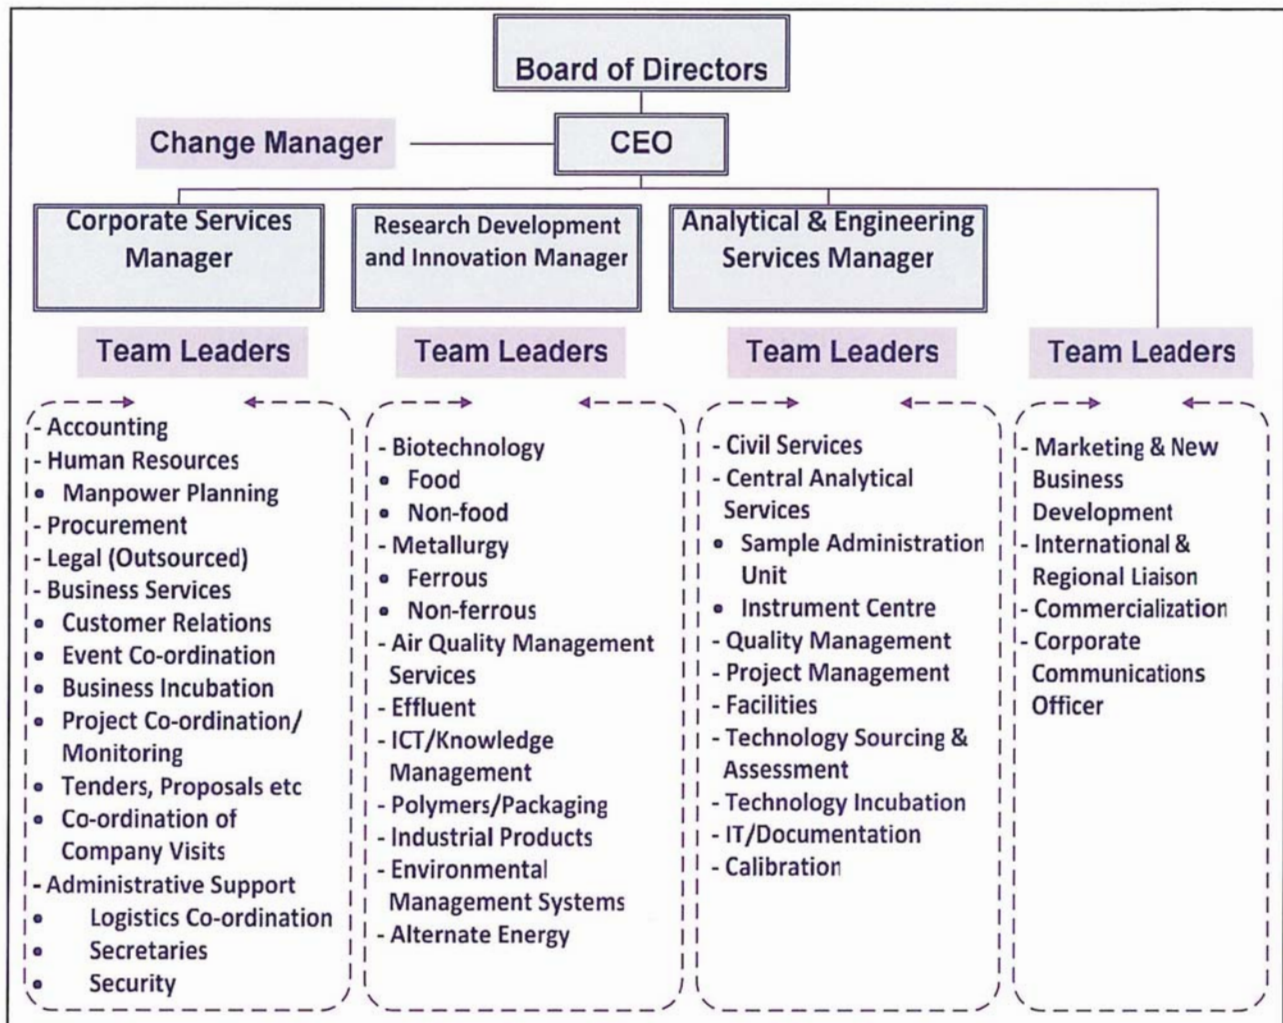 Board of Directors
Change Manager
CEO
Corporate Services
Manager
Research Development
and Innovation Manager
Analytical & Engineering
Services Manager
Team Leaders
- Accounting
- Human Resources
• Manpower Planning
- Procurement
- Legal (Outsourced)
- Business Services
• Customer Relations
• Event Co-ordination
• Business Incubation
• Project Co-ordination/
Monitoring
• Tenders, Proposals etc
• Co-ordination of
Company Visits
- Administrative Support
• Logistics Co-ordination
• Secretaries
• Security
Team Leaders
- Biotechnology
• Food
• Non-food
- Metallurgy
• Ferrous
• Non-ferrous
- Air Quality Management
Services
- Effluent
- ICT/Knowledge
Management
- Polymers/Packaging
- Industrial Products
- Environmental
Management Systems
- Alternate Energy
Team Leaders
- Civil Services
- Central Analytical
Services
• Sample Administration
Unit
• Instrument Centre
- Quality Management
- Project Management
- Facilities
- Technology Sourcing &
Assessment
- Technology Incubation
- IT/Documentation
- Calibration
Team Leaders
- Marketing & New
Business
Development
- International &
Regional Liaison
- Commercialization
- Corporate
Communications
Officer